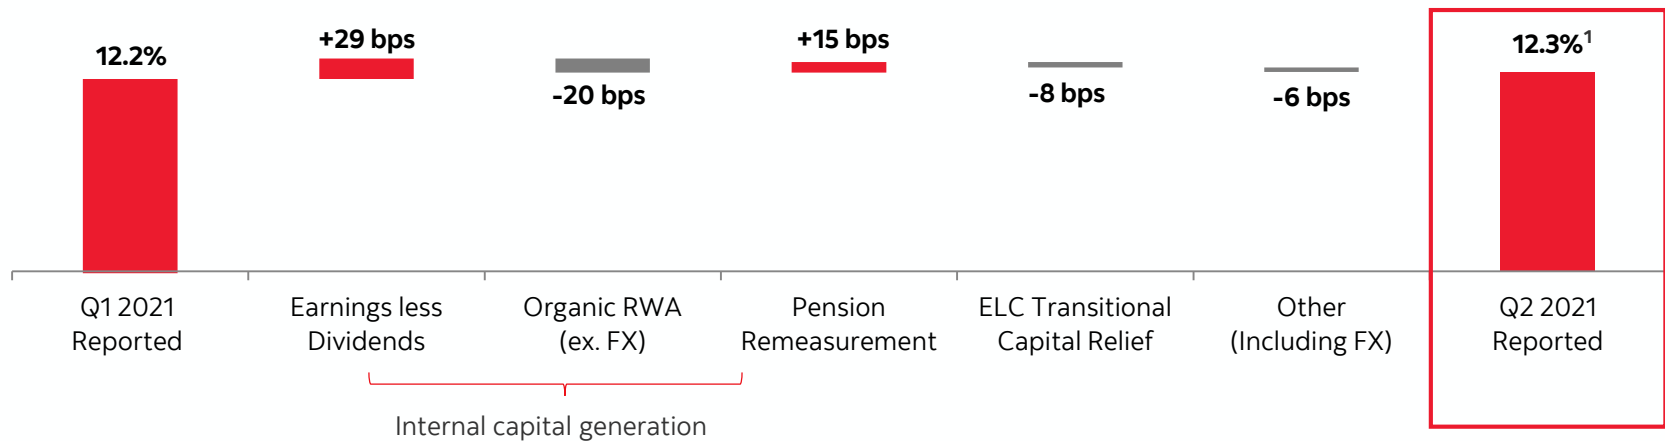 12.2%
+29 bps
-20 bps
+15 bps
-8 bps
-6 bps
12.3%¹
Q1 2021
Reported
Earnings less
Dividends
Organic RWA
(ex. FX)
Pension
Remeasurement
ELC Transitional
Capital Relief
Other
(Including FX)
Q2 2021
Reported
Internal capital generation